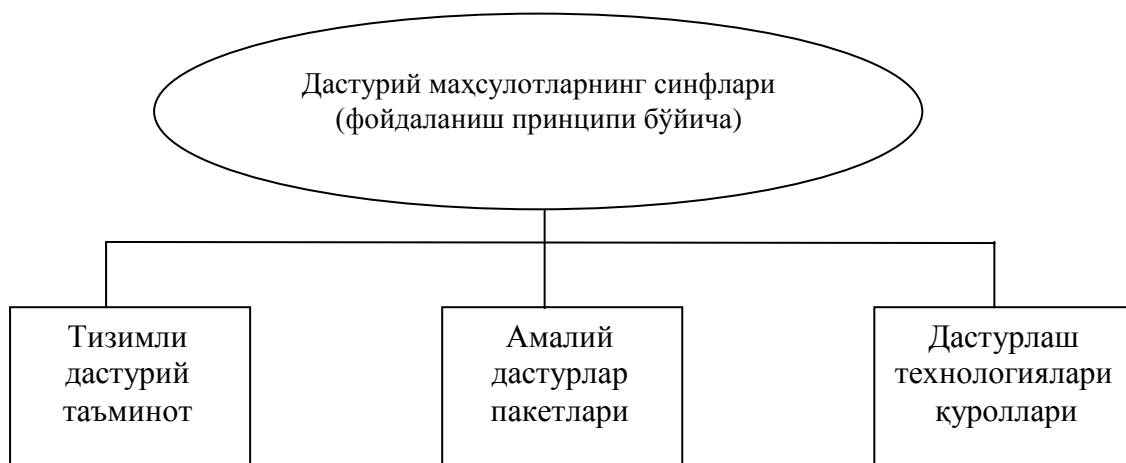 Дастурий маҳсулотларнинг синфлари
(фойдаланиш принципи бўйича)
Тизимли
дастурий
таъминот
Амалий
дастурлар
пакетлари
Дастурлаш
технологиялари
қуроллари